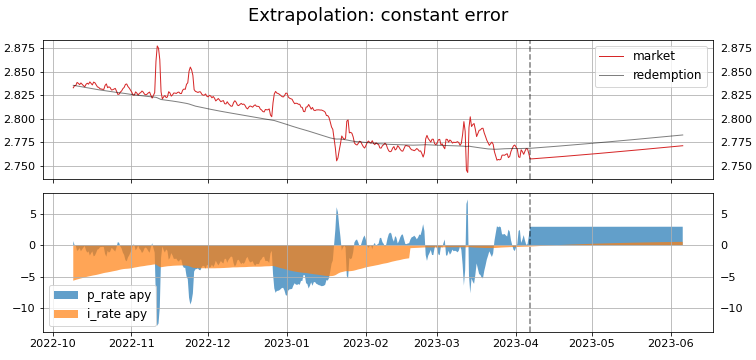 Extrapolation: constant error
2.875 2.875
2.850 2.850
2.825 2.825
2.800 2.800
2.775 2.775
2.750 2.750
market
redemption
5 5
0 0
−5 −5
−10 −10
p_rate apy
i_rate apy
2022-10 2022-11 2022-12 2023-01 2023-02 2023-03 2023-04 2023-05 2023-06